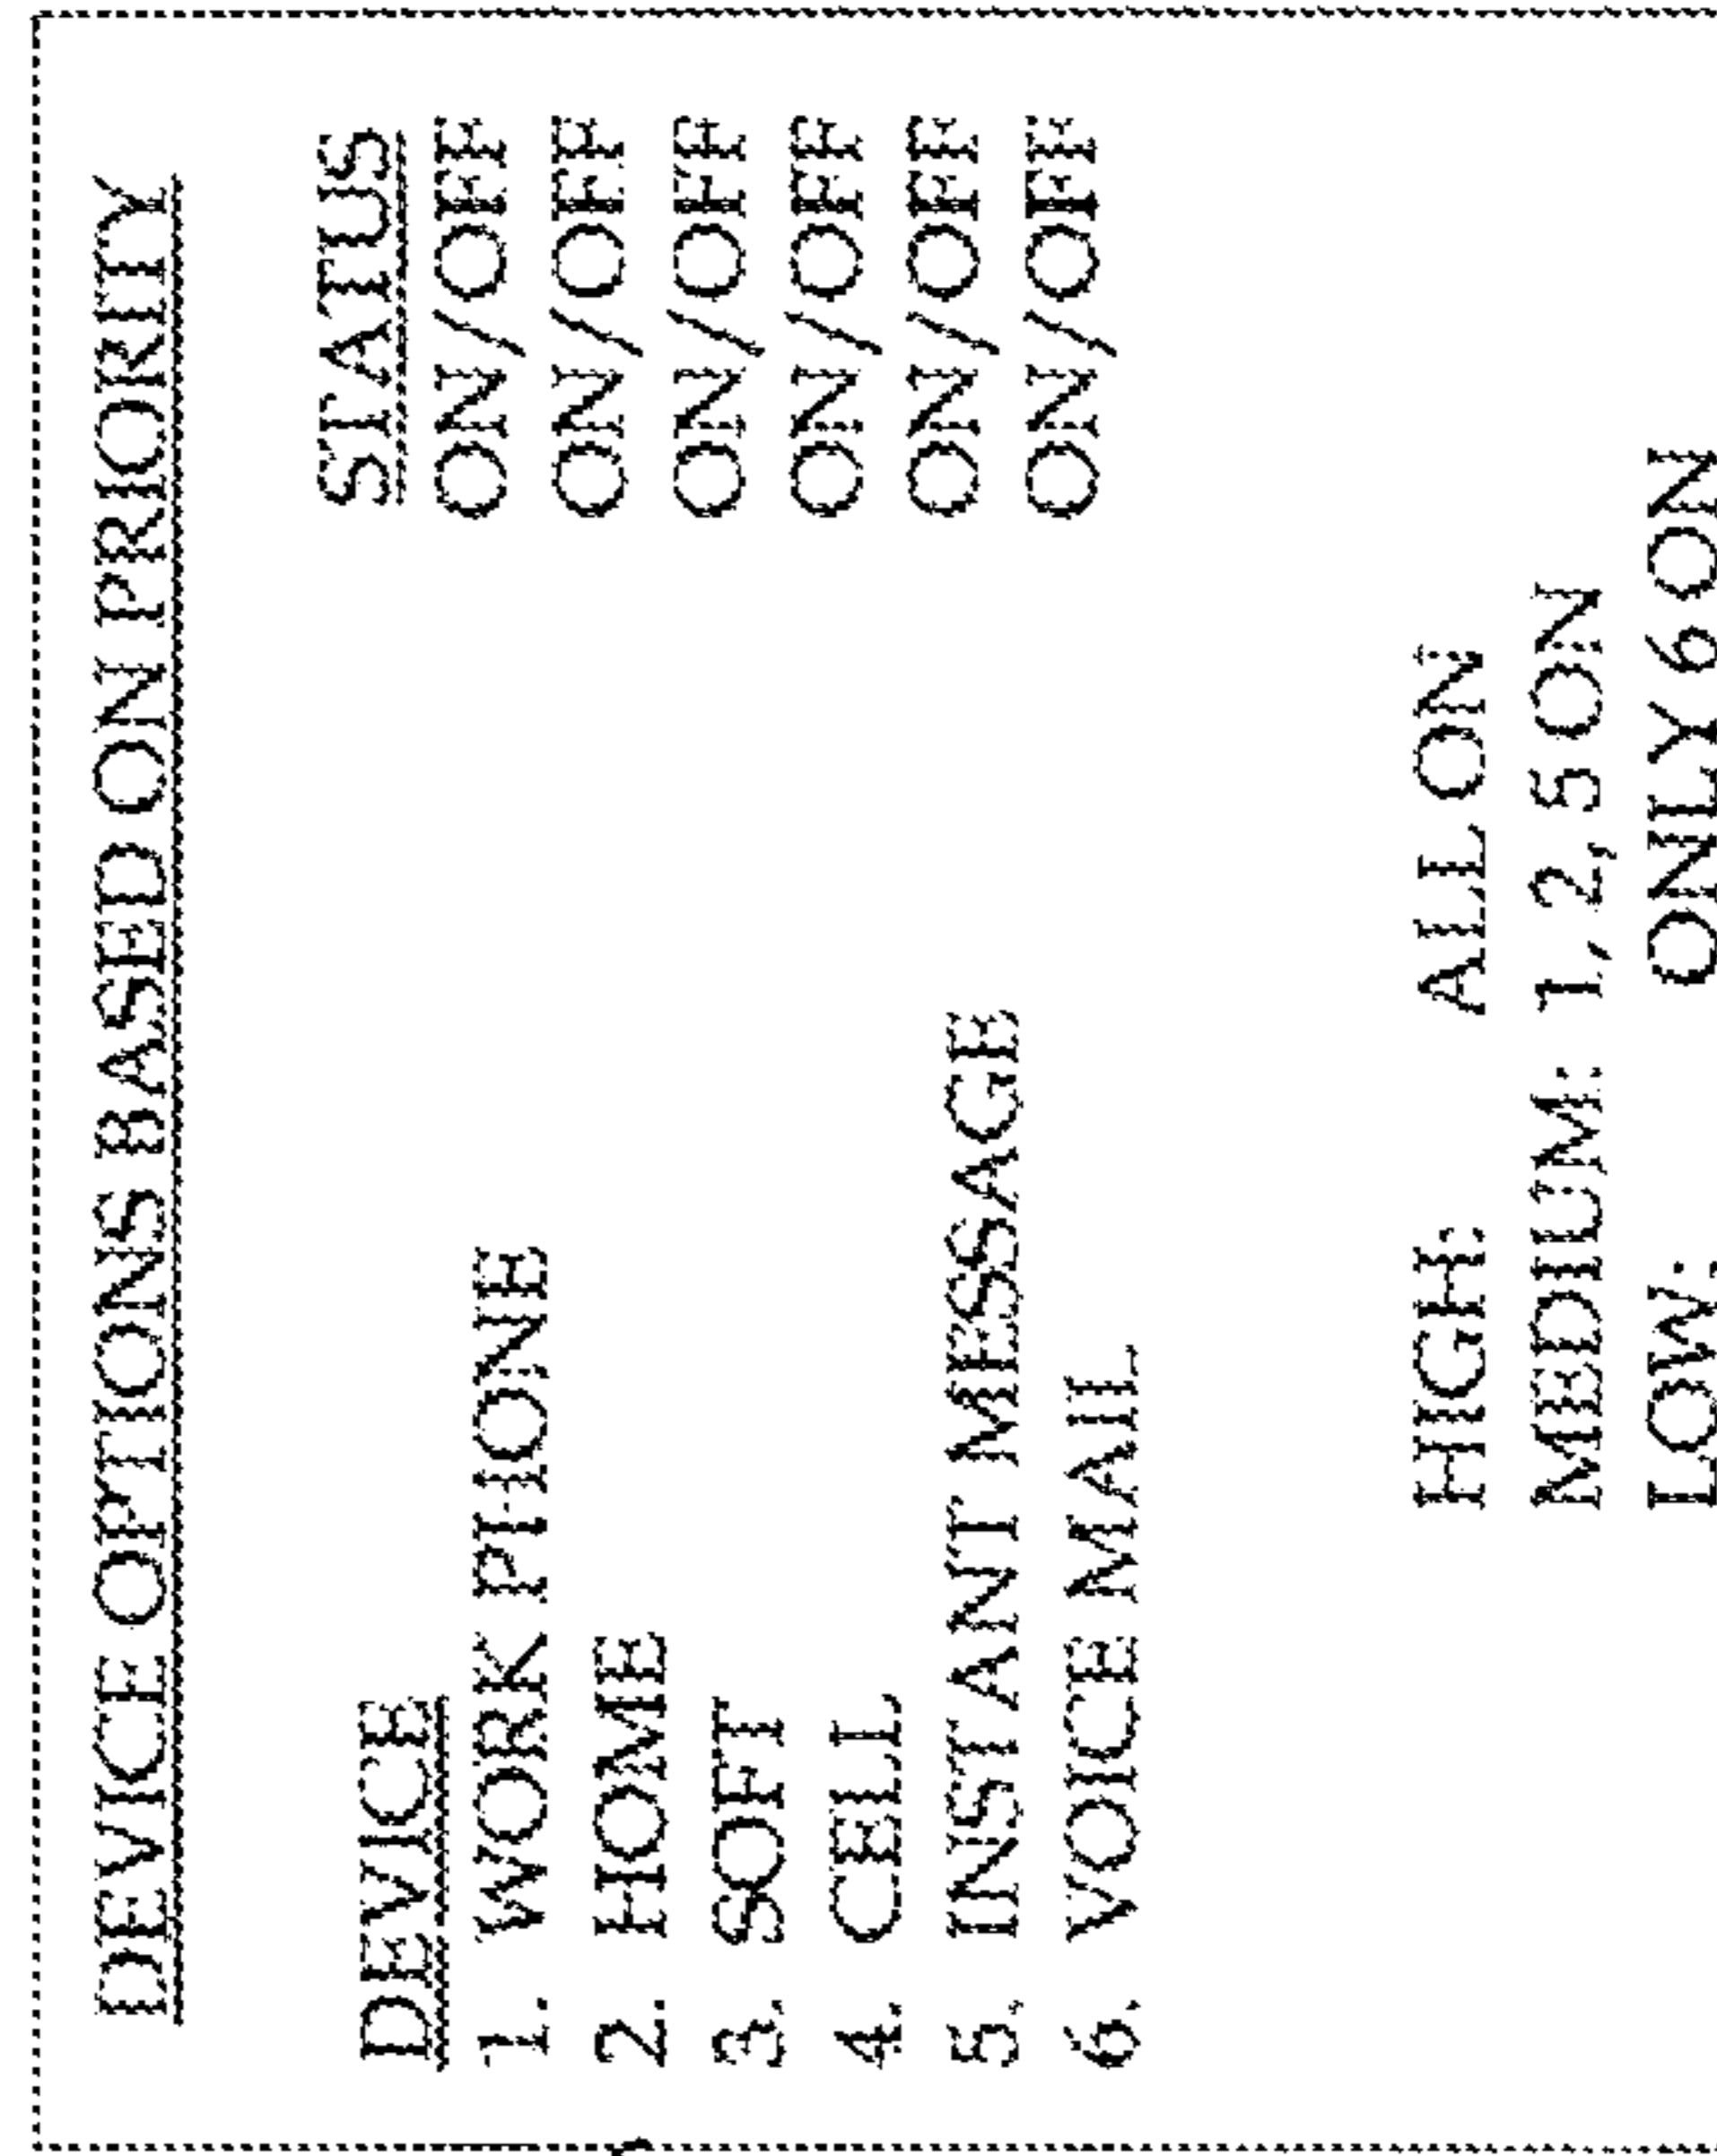 DEVICE OPTIONS BASED ON PRIORITY
DEVICE STATUS
1. WORK PHONE ON/OFF
2. HOME ON/OFF
3. SOFT ON/OFF
4. CELL ON/OFF
5. INSTANT MESSAGE ON/OFF
6. VOICE MAIL ON/OFF
HIGH: ALL ON
MEDIUM: 1, 2, 5 ON
LOW: ONLY 6 ON